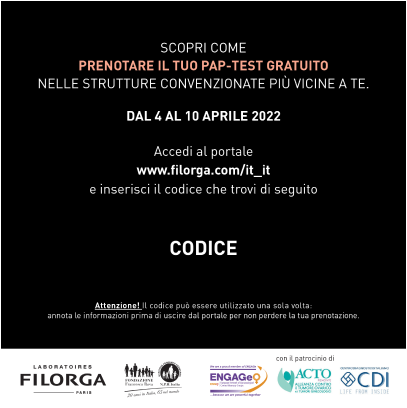 SCOPRI COME
PRENOTARE IL TUO PAP-TEST GRATUITO
NELLE STRUTTURE CONVENZIONATE PIÙ VICINE A TE.
DAL 4 AL 10 APRILE 2022
Accedi al portale
www.filorga.com/it_it
e inserisci il codice che trovi di seguito
CODICE
Attenzione! Il codice può essere utilizzato una sola volta:
annota le informazioni prima di uscire dal portale per non perdere la tua prenotazione.
con il patrocinio di
LABORATOIRES
FILORGA
PARIS
FONDAZIONE
Francesca Rava
N.P.H. Italia
ENGAGe
ACTO
ALLEANZA CONTRO
IL TUMORE OVARICO
CDI
LIFE FROM INSIDE